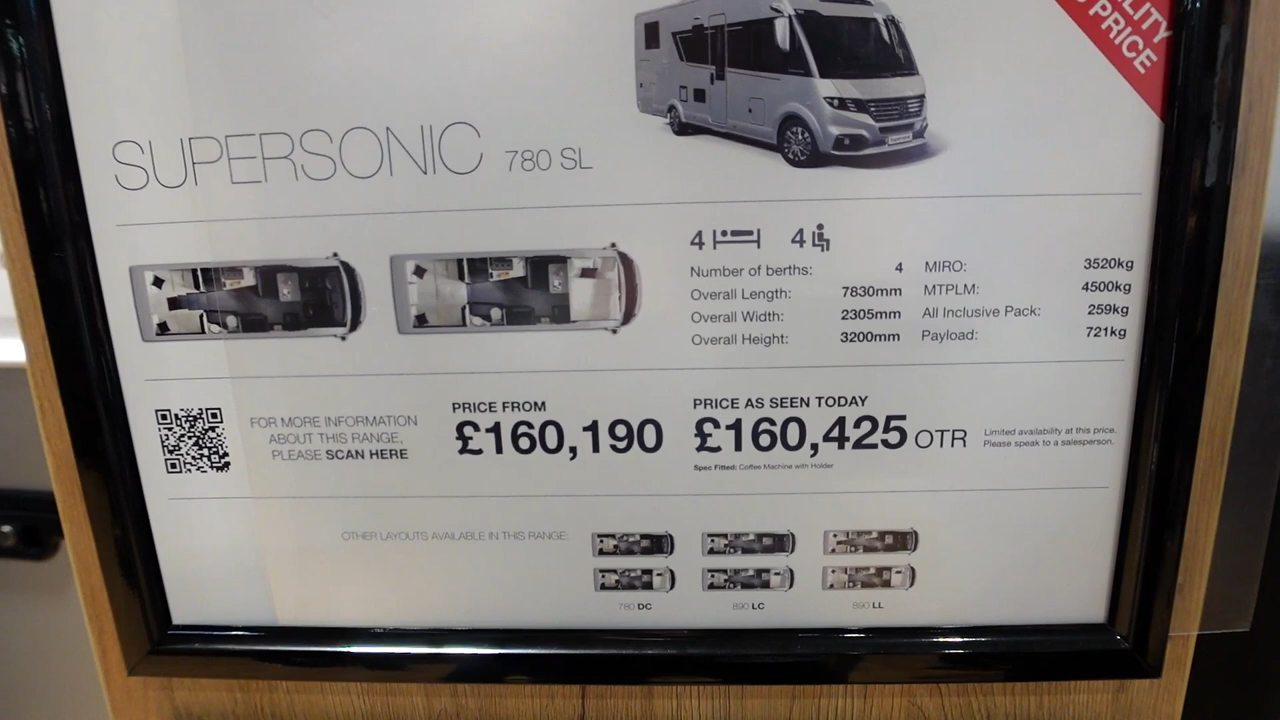 PRICE
SUPERSONIC 780 SL
4 4
Number of berths: 4
Overall Length: 7830mm
Overall Width: 2305mm
Overall Height: 3200mm
MIRO: 3520kg
MTPLM: 4500kg
All Inclusive Pack: 259kg
Payload: 721kg
FOR MORE INFORMATION
ABOUT THIS RANGE,
PLEASE SCAN HERE
PRICE FROM
£160,190
PRICE AS SEEN TODAY
£160,425 OTR
Spec Fitted: Coffee Machine with Holder
Limited availability at this price.
Please speak to a salesperson.
OTHER LAYOUTS AVAILABLE IN THIS RANGE:
780 DC
890 LC
890 LL